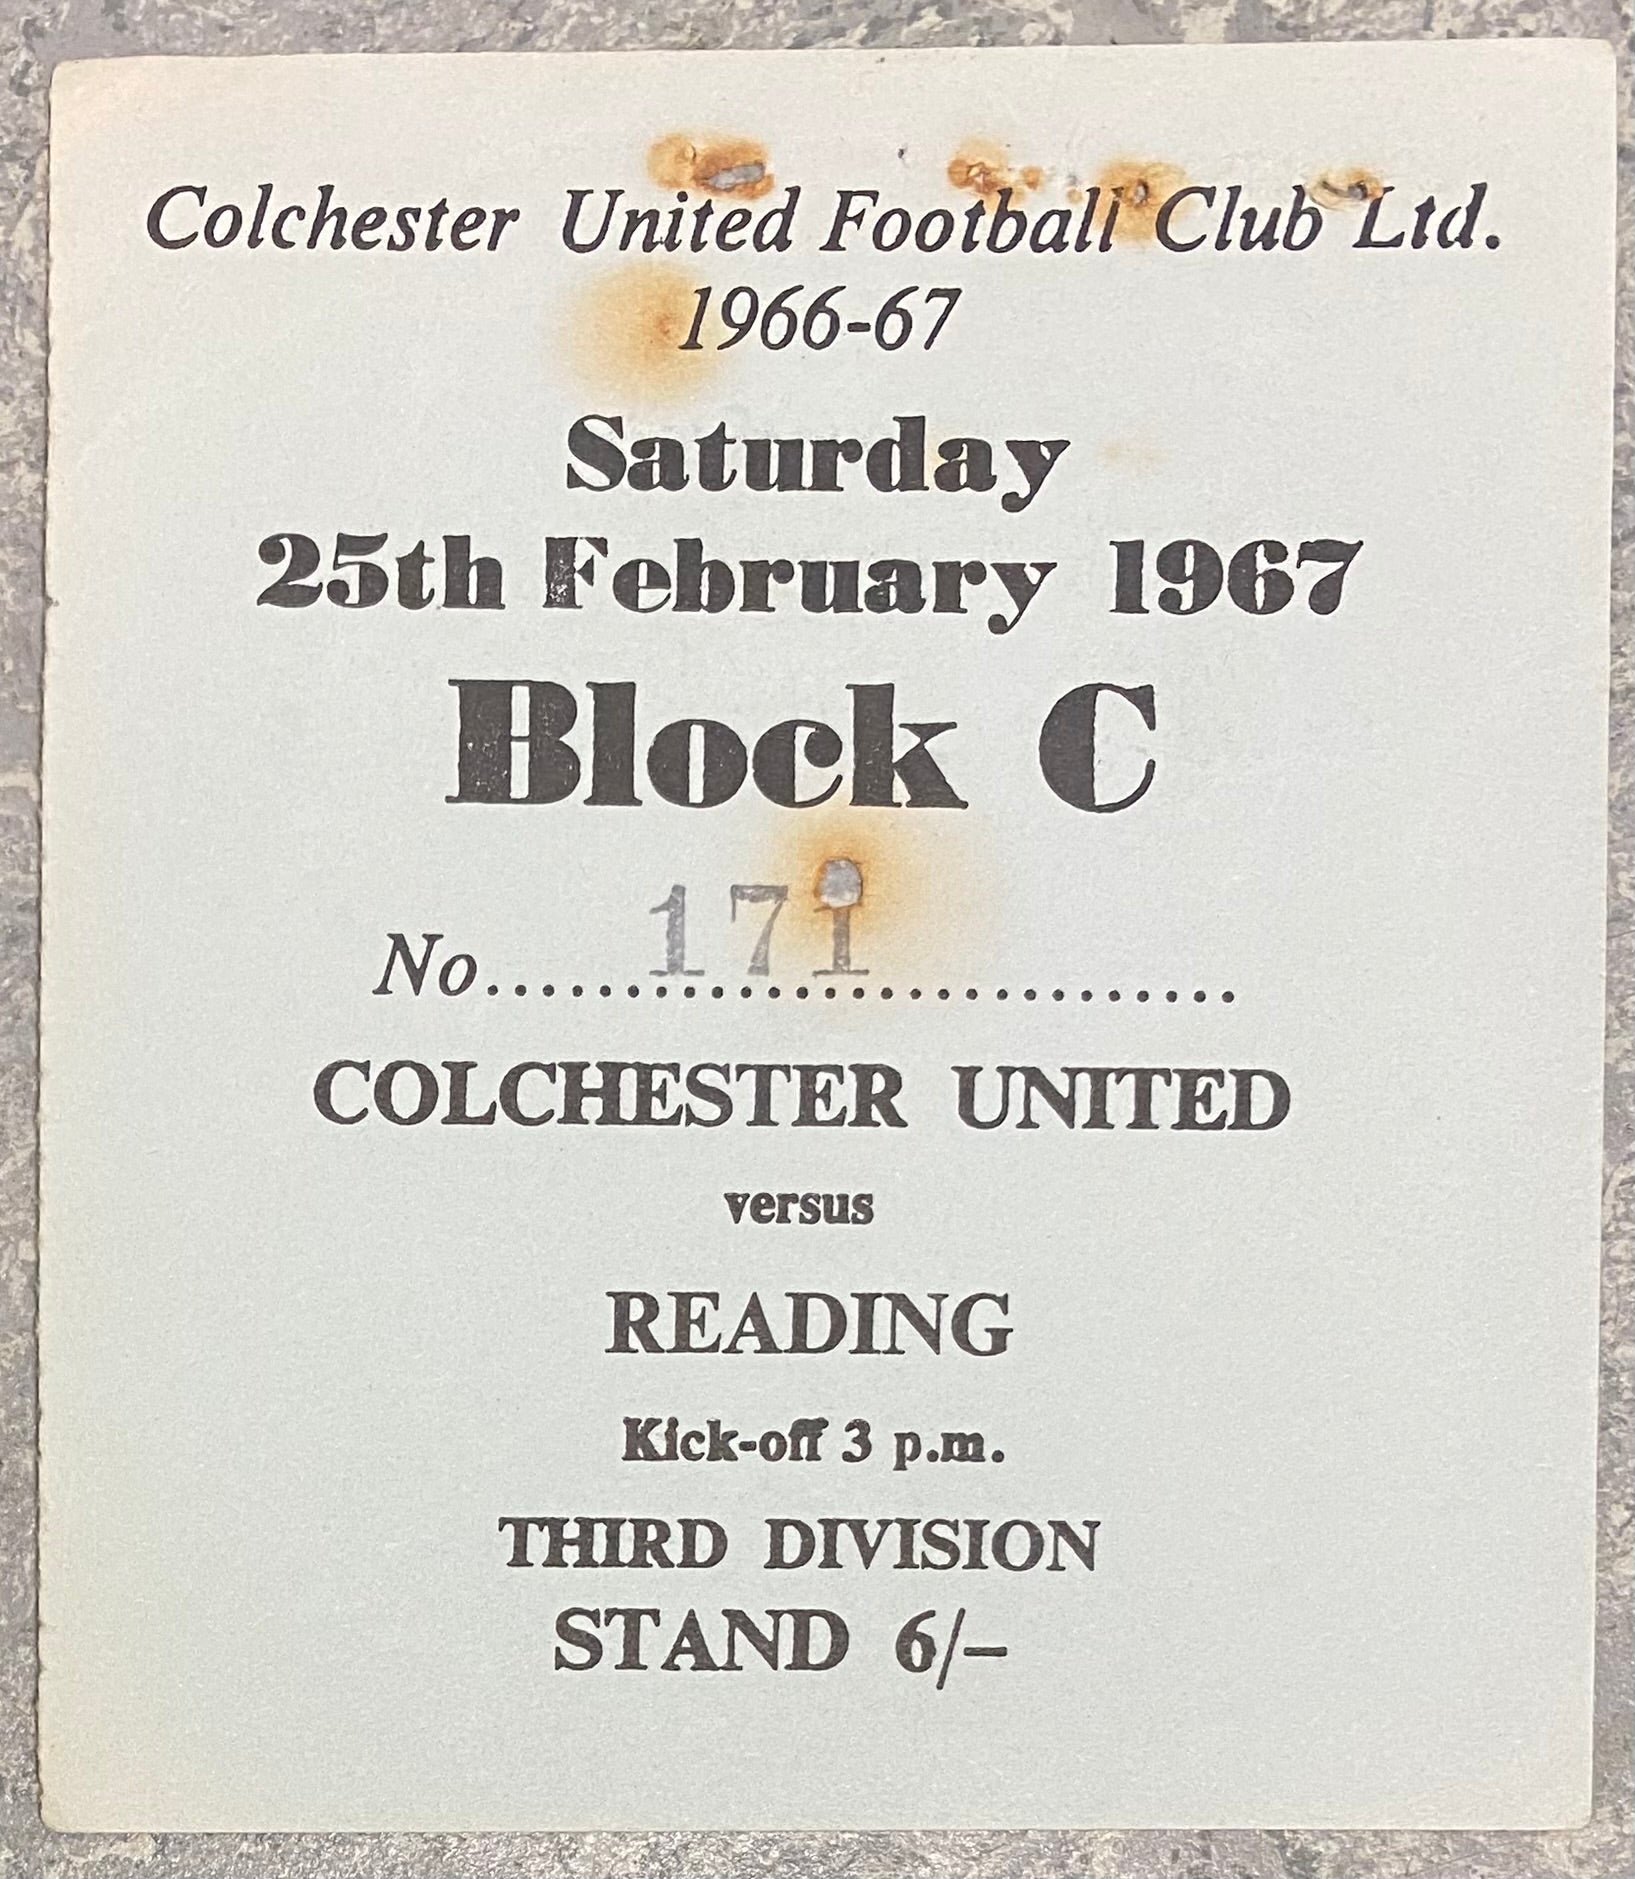 Colchester United Football Club Ltd.
1966-67
Saturday
25th February 1967
Block C
No.............................. 171
COLCHESTER UNITED
versus
READING
Kick-off 3 p.m.
THIRD DIVISION
STAND 6/-